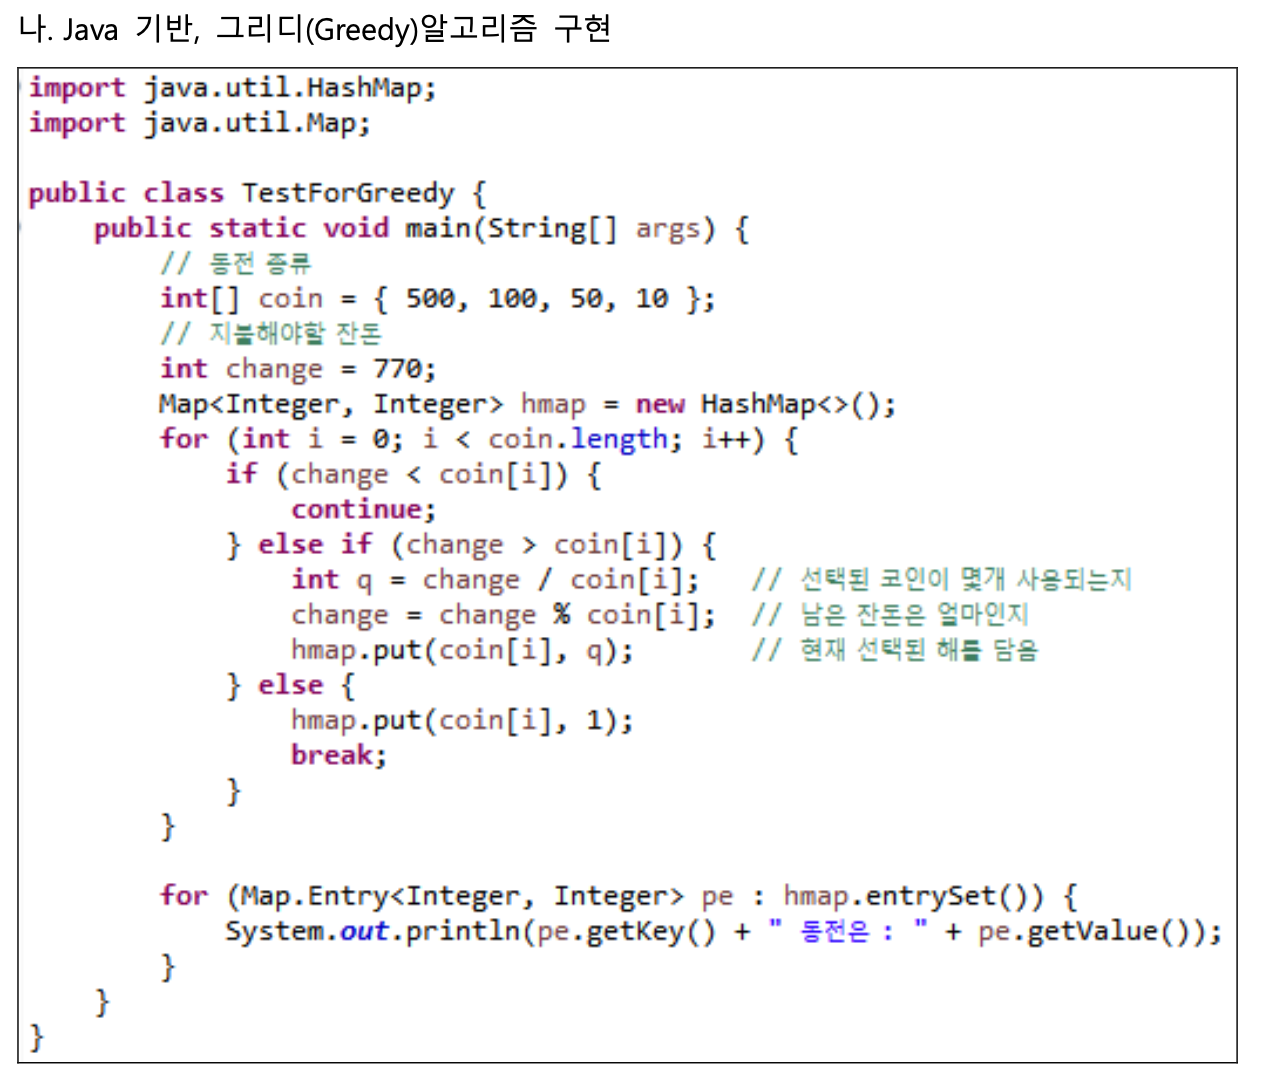 나. Java 기반, 그리디(Greedy)알고리즘 구현
import java.util.HashMap;
import java.util.Map;
public class TestForGreedy {
public static void main(String[] args) {
// 동전 종류
int[] coin = { 500, 100, 50, 10 };
// 지불해야할 잔돈
int change = 770;
Map<Integer, Integer> hmap = new HashMap<>();
for (int i = 0; i < coin.length; i++) {
if (change < coin[i]) {
continue;
} else if (change > coin[i]) {
int q = change / coin[i]; // 선택된 코인이 몇개 사용되는지
change = change % coin[i]; // 남은 잔돈은 얼마인지
hmap.put(coin[i], q); // 현재 선택된 해를 담음
} else {
hmap.put(coin[i], 1);
break;
}
}
for (Map.Entry<Integer, Integer> pe : hmap.entrySet()) {
System.out.println(pe.getKey() + " 동전은 : " + pe.getValue());
}
}
}